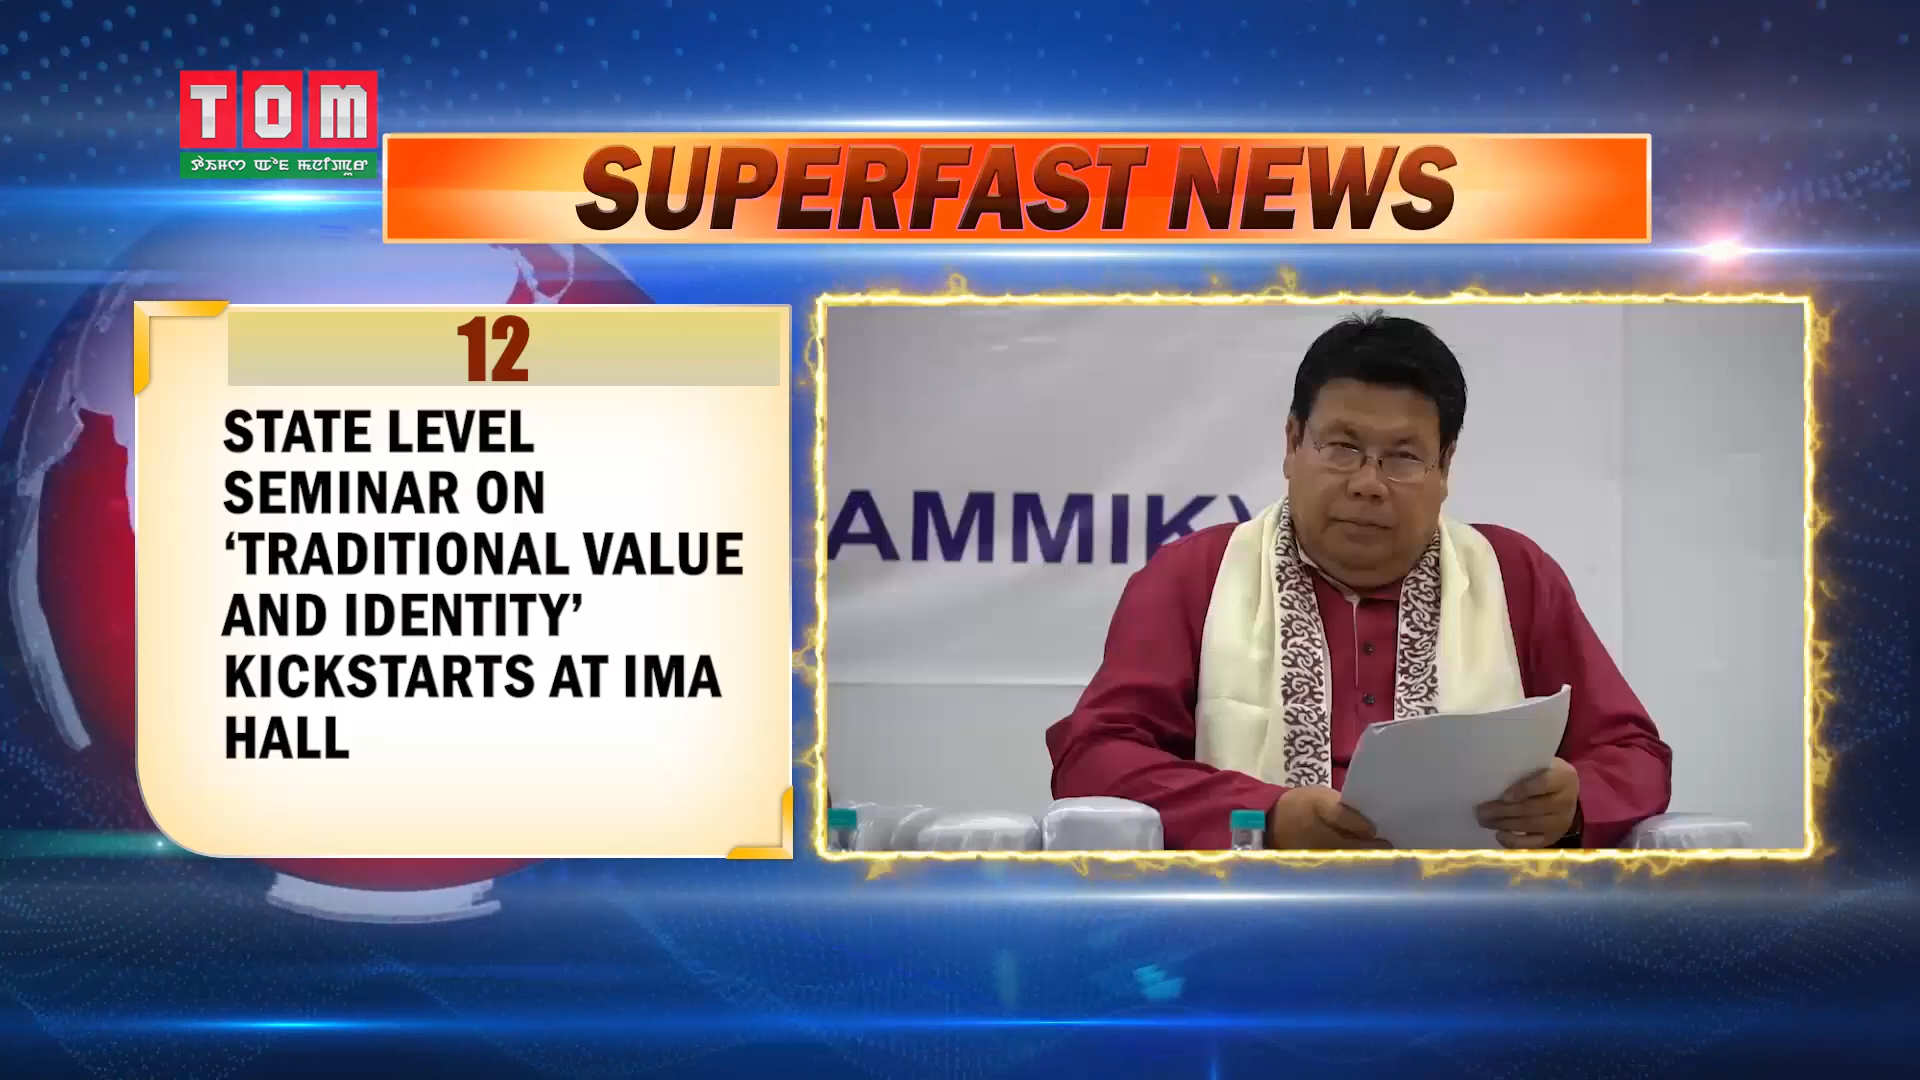 TOM
SUPERFAST NEWS
12
STATE LEVEL
SEMINAR ON
‘TRADITIONAL VALUE
AND IDENTITY’
KICKSTARTS AT IMA
HALL
AMMIK)